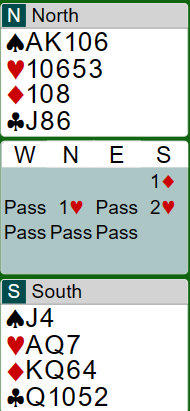 N North
♠AK106
♥10653
♦108
♣J86
W N E S
1♦
Pass 1♥ Pass 2♥
Pass Pass Pass
S South
♠J4
♥AQ7
♦KQ64
♣Q1052